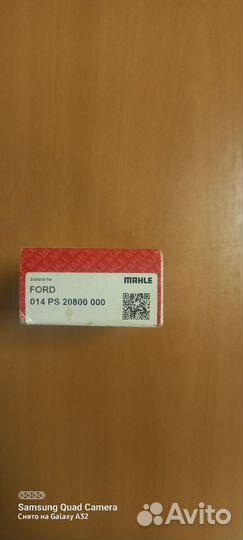 Suitable for
MAHLE
FORD
014 PS 20800 000
Samsung Quad Camera
Снято на Galaxy A32
Avito